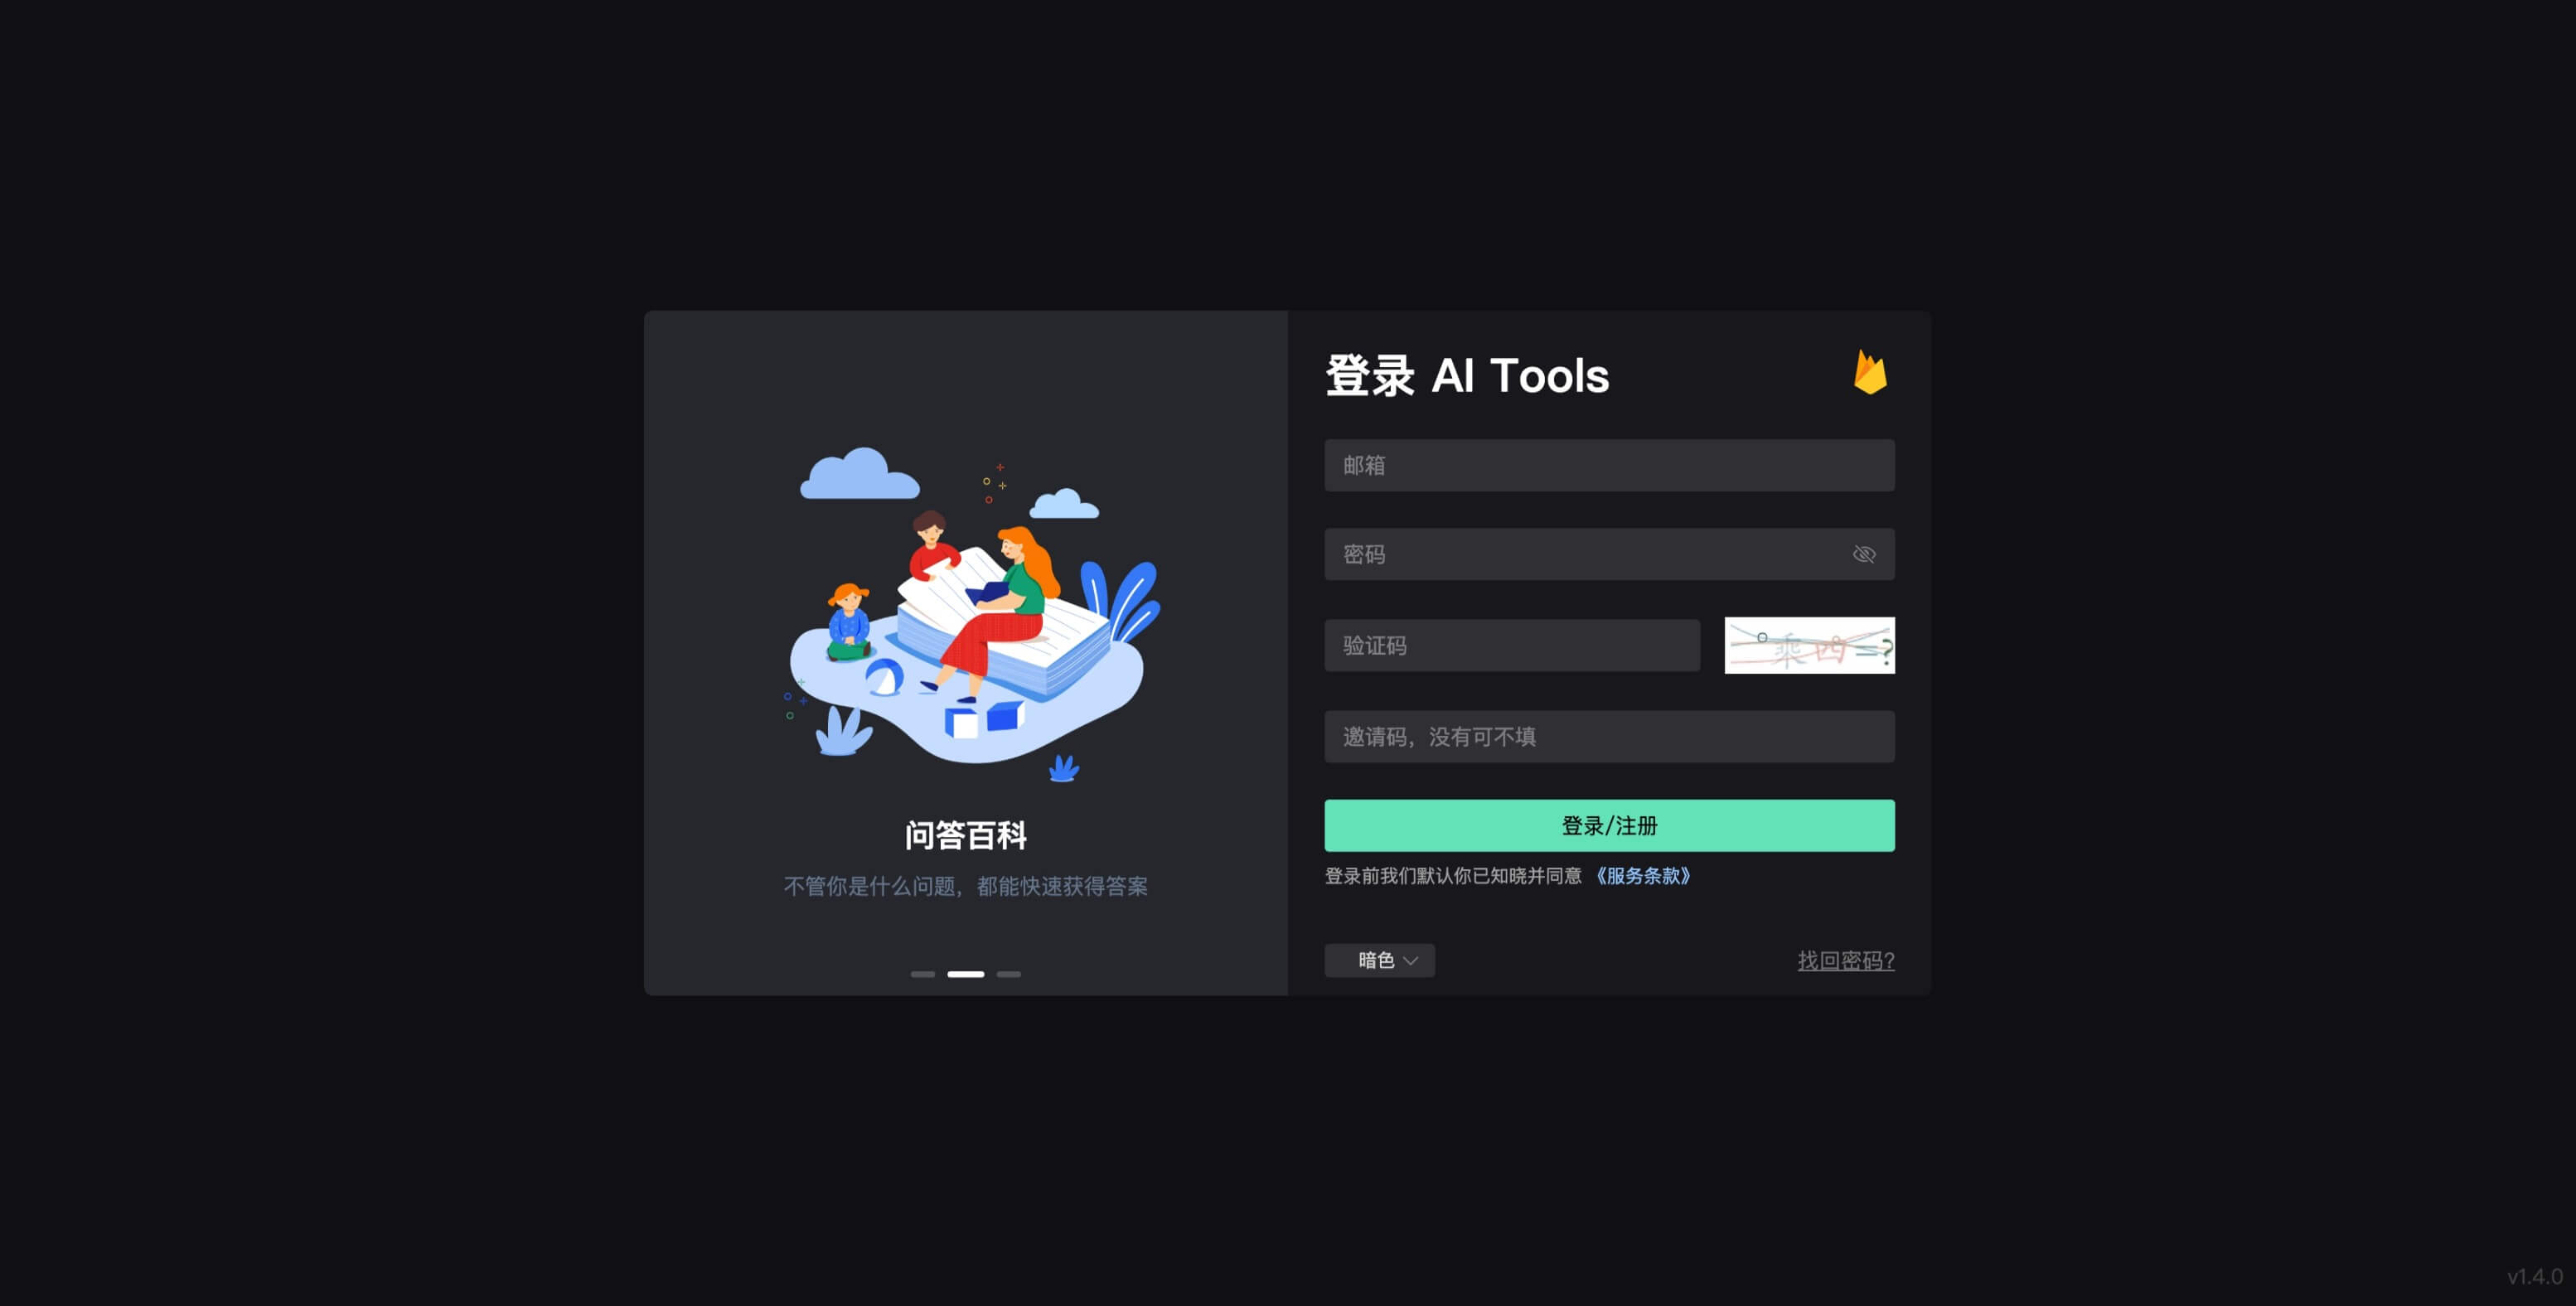 登录 AI Tools
邮箱
密码
验证码
乘四=?
邀请码，没有可不填
登录/注册
登录前我们默认你已知晓并同意 《服务条款》
暗色
找回密码?
问答百科
不管你是什么问题，都能快速获得答案
v1.4.0